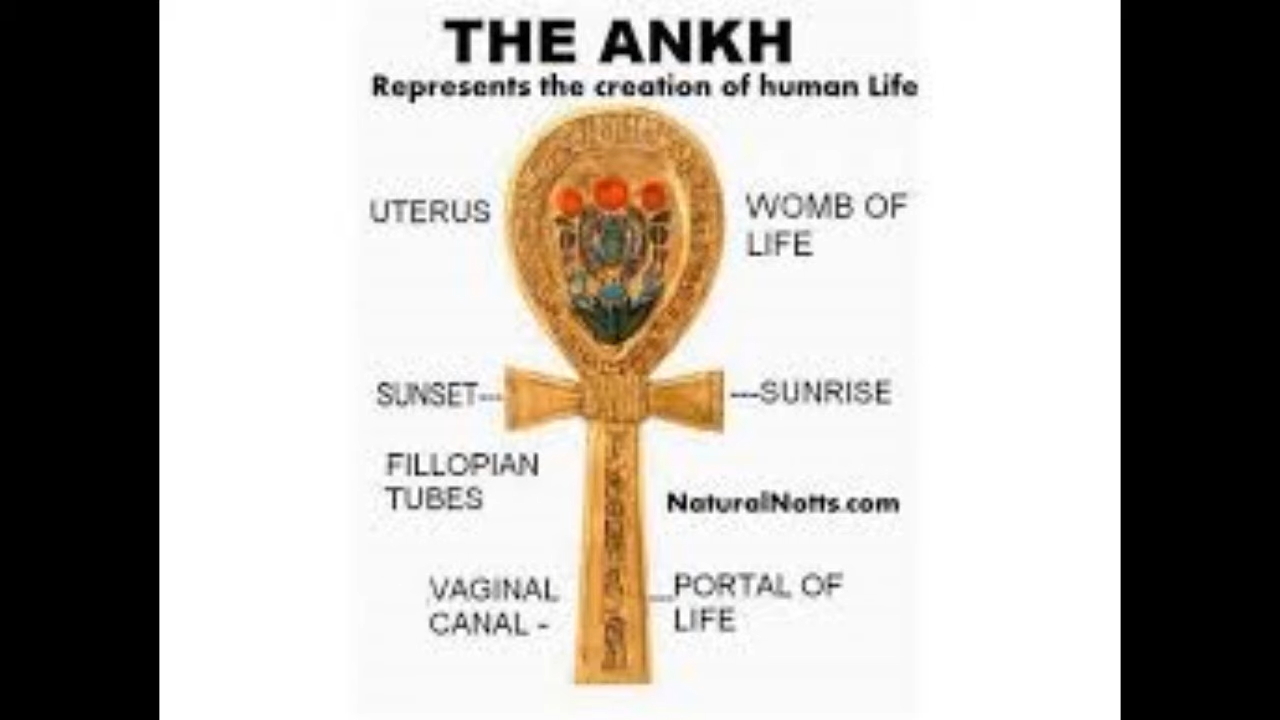 THE ANKH
Represents the creation of human Life
UTERUS
WOMB OF
LIFE
SUNSET---
---SUNRISE
FILLOPIAN
TUBES
NaturalNotts.com
VAGINAL
CANAL -
__PORTAL OF
LIFE